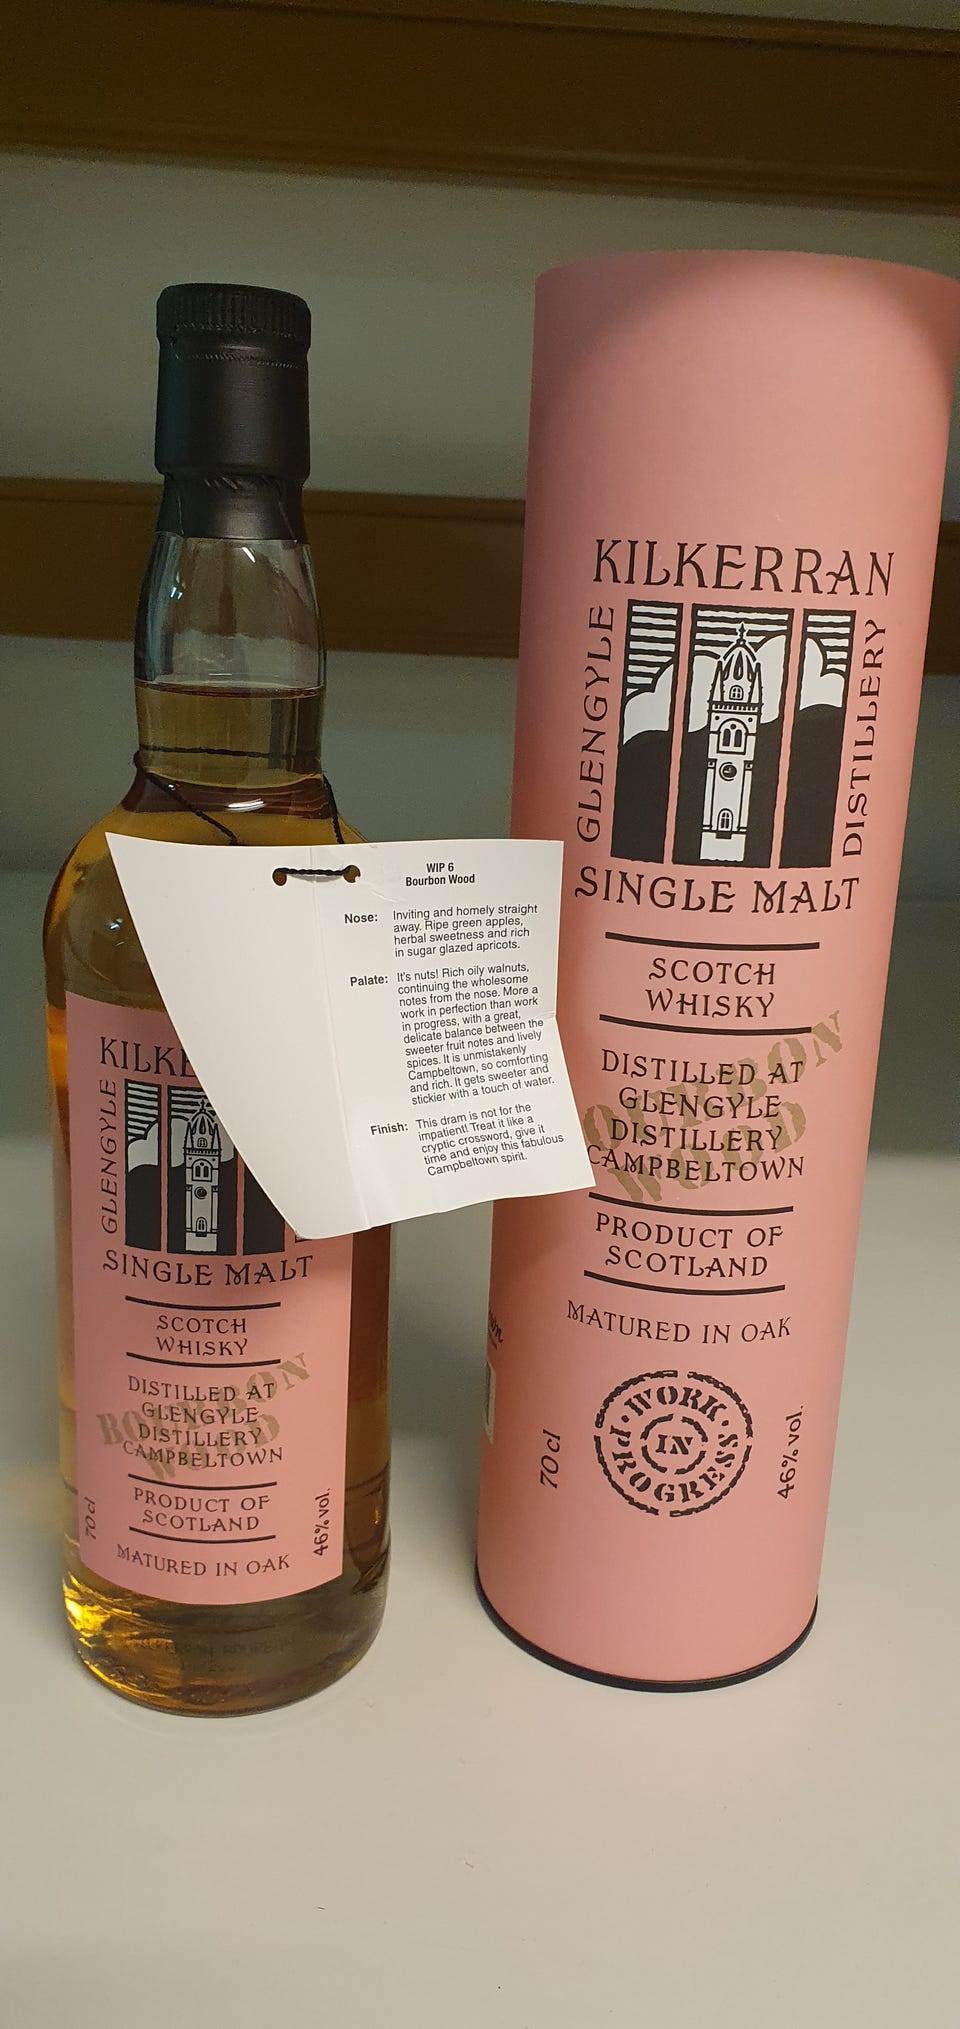 WIP 6
Bourbon Wood
Nose: Inviting and homely straight
away. Ripe green apples,
herbal sweetness and rich
in sugar glazed apricots.
Palate: It's nuts! Rich oily walnuts,
continuing the wholesome
notes from the nose. More a
work in perfection than work
in progress, with a great,
delicate balance between the
sweeter fruit notes and lively
spices. It is unmistakenly
Campbeltown, so comforting
and rich. It gets sweeter and
stickier with a touch of water.
Finish: This dram is not for the
impatient! Treat it like a
cryptic crossword, give it
time and enjoy this fabulous
Campbeltown spirit.
KILKE
GLENGYLE
SINGLE MALT
SCOTCH
WHISKY
BOURBON
WOOD
DISTILLED AT
GLENGYLE
DISTILLERY
CAMPBELTOWN
PRODUCT OF
SCOTLAND
70 cl
46% vol.
MATURED IN OAK
KILKERRAN
GLENGYLE
DISTILLERY
SINGLE MALT
SCOTCH
WHISKY
BOURBON
WOOD
DISTILLED AT
GLENGYLE
DISTILLERY
CAMPBELTOWN
PRODUCT OF
SCOTLAND
MATURED IN OAK
70 cl
WORK
IN
PROGRESS
46% vol.